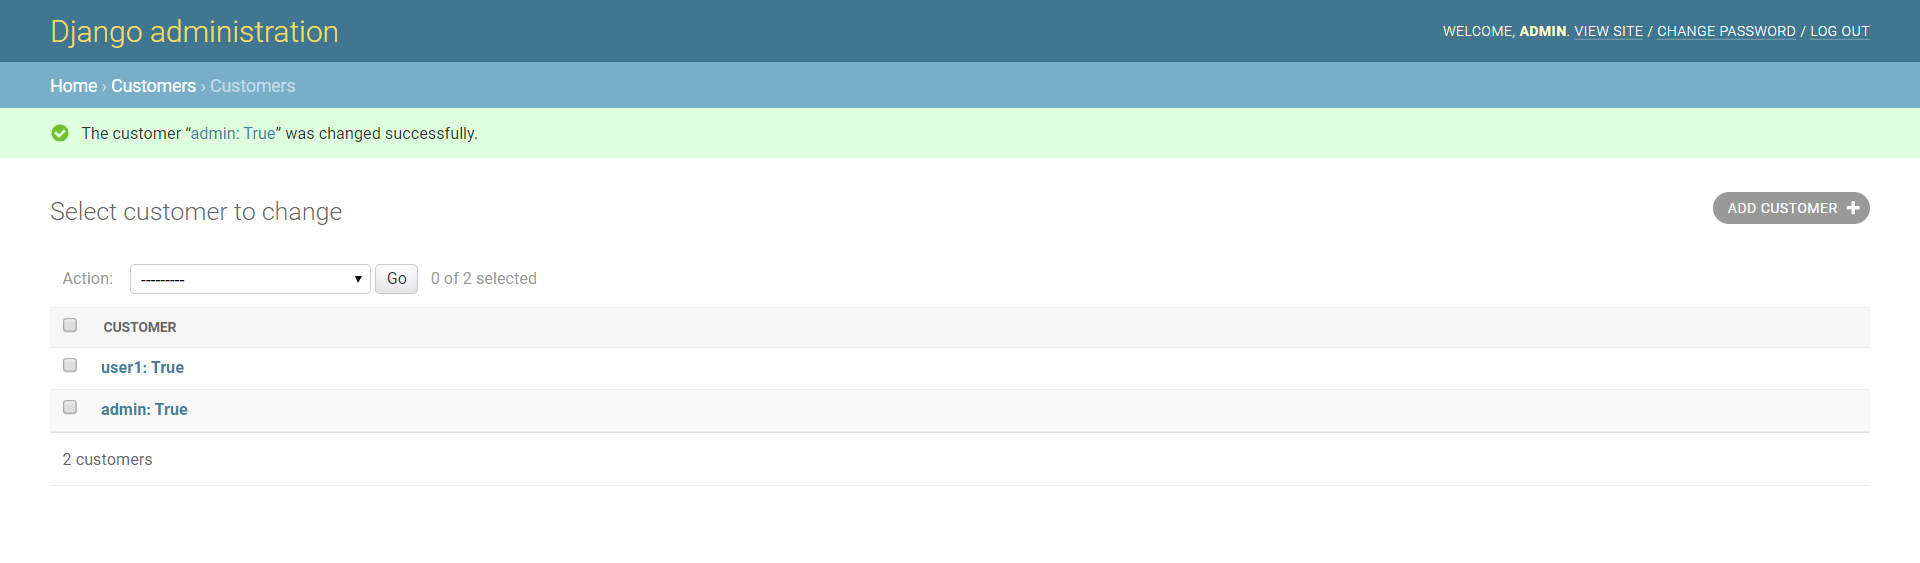 Django administration
WELCOME, ADMIN. VIEW SITE / CHANGE PASSWORD / LOG OUT
Home › Customers › Customers
The customer “admin: True” was changed successfully.
Select customer to change
ADD CUSTOMER
Action: --------- Go 0 of 2 selected
CUSTOMER
user1: True
admin: True
2 customers